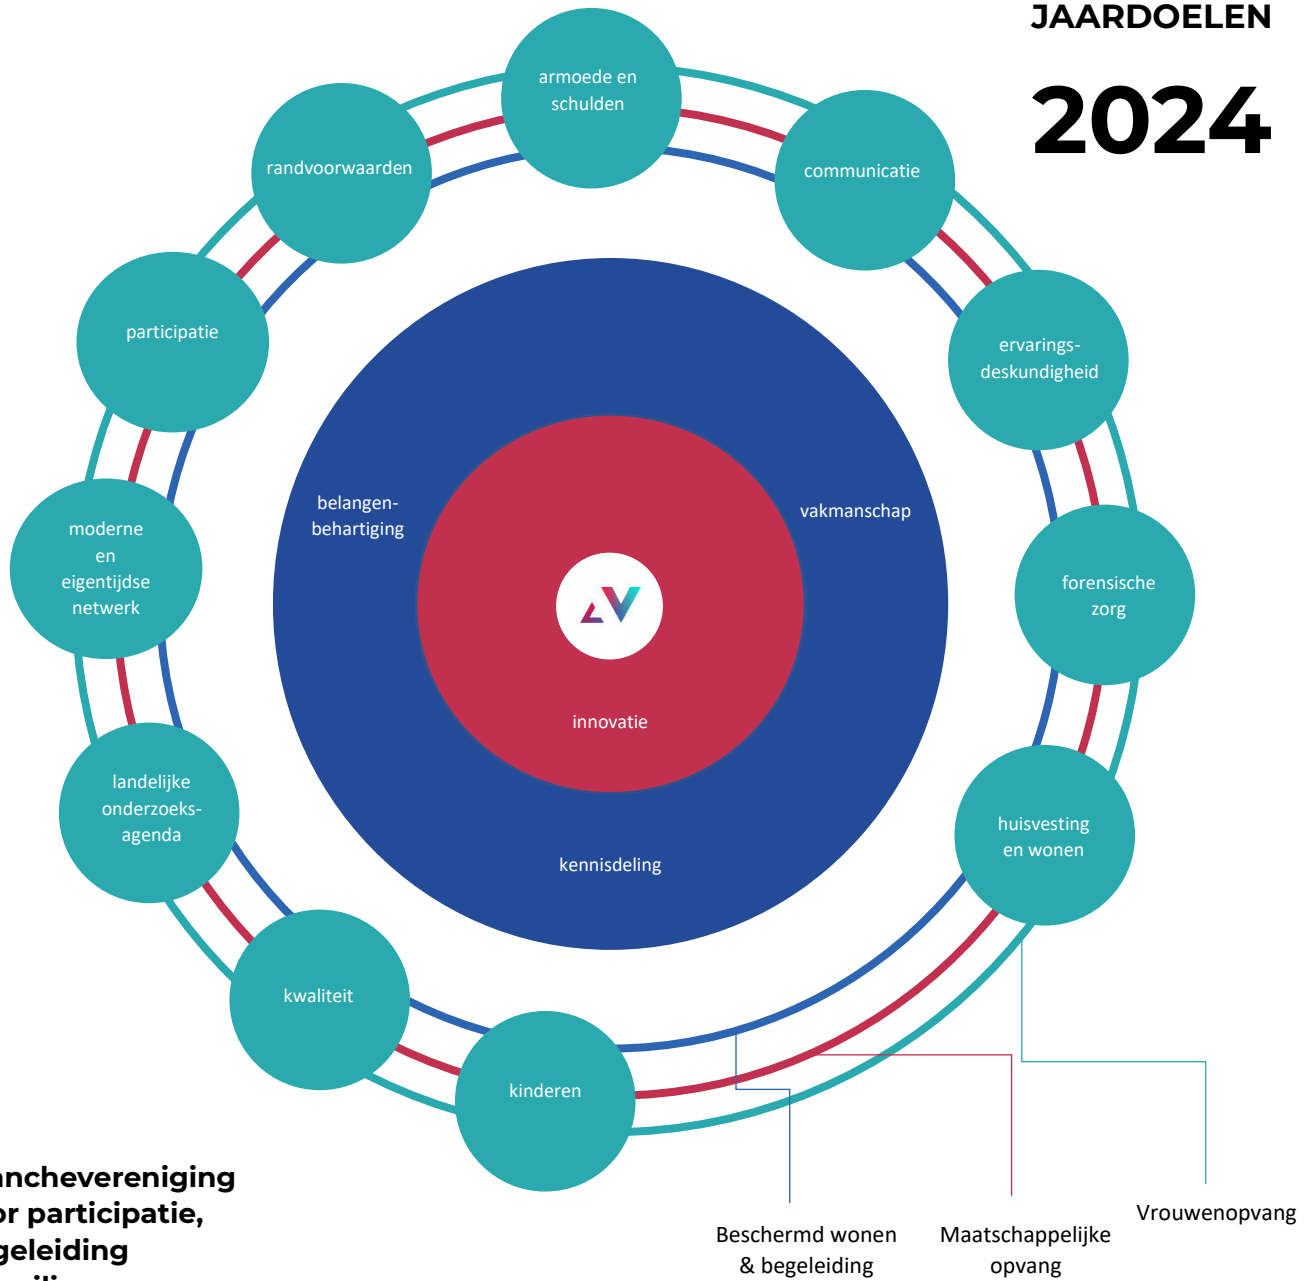 JAARDOELEN
2024
armoede en
schulden
randvoorwaarden
communicatie
participatie
ervarings-
deskundigheid
belangen-
behartiging
vakmanschap
moderne
en
eigentijdse
netwerk
forensische
zorg
innovatie
landelijke
onderzoeks-
agenda
huisvesting
en wonen
kennisdeling
kwaliteit
kinderen
anchevereniging
or participatie,
geleiding
Vrouwenopvang
Beschermd wonen
& begeleiding
Maatschappelijke
opvang